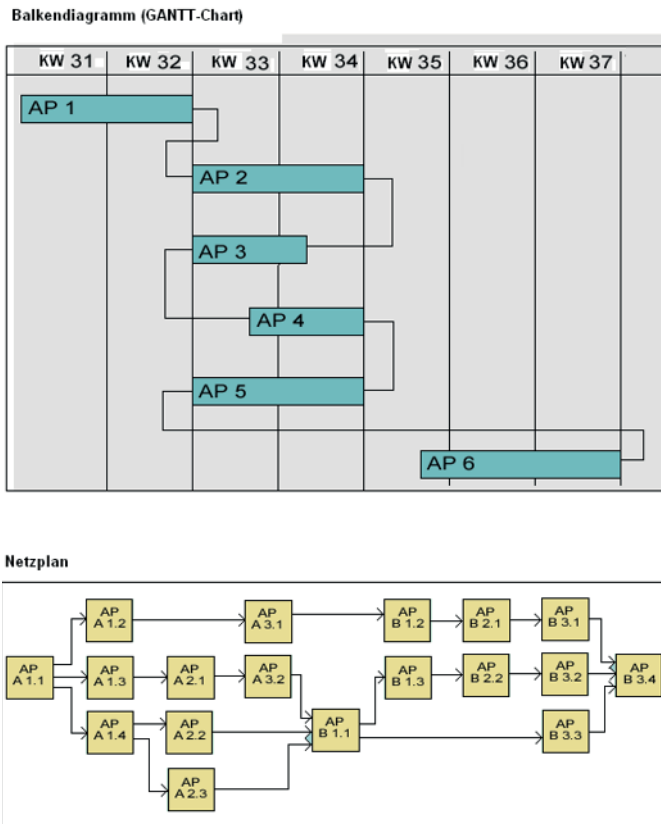 Balkendiagramm (GANTT-Chart)
KW 31 KW 32 KW 33 KW 34 KW 35 KW 36 KW 37
AP 1
AP 2
AP 3
AP 4
AP 5
AP 6
Netzplan
AP
A 1.2
AP
A 3.1
AP
B 1.2
AP
B 2.1
AP
B 3.1
AP
A 1.1
AP
A 1.3
AP
A 2.1
AP
A 3.2
AP
B 1.3
AP
B 2.2
AP
B 3.2
AP
B 3.4
AP
A 1.4
AP
A 2.2
AP
B 1.1
AP
B 3.3
AP
A 2.3